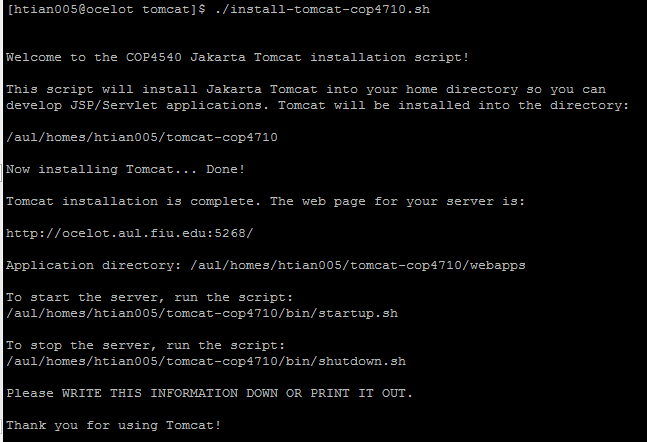 [htian005@ocelot tomcat]$ ./install-tomcat-cop4710.sh
Welcome to the COP4540 Jakarta Tomcat installation script!
This script will install Jakarta Tomcat into your home directory so you can
develop JSP/Servlet applications. Tomcat will be installed into the directory:
/aul/homes/htian005/tomcat-cop4710
Now installing Tomcat... Done!
Tomcat installation is complete. The web page for your server is:
http://ocelot.aul.fiu.edu:5268/
Application directory: /aul/homes/htian005/tomcat-cop4710/webapps
To start the server, run the script:
/aul/homes/htian005/tomcat-cop4710/bin/startup.sh
To stop the server, run the script:
/aul/homes/htian005/tomcat-cop4710/bin/shutdown.sh
Please WRITE THIS INFORMATION DOWN OR PRINT IT OUT.
Thank you for using Tomcat!